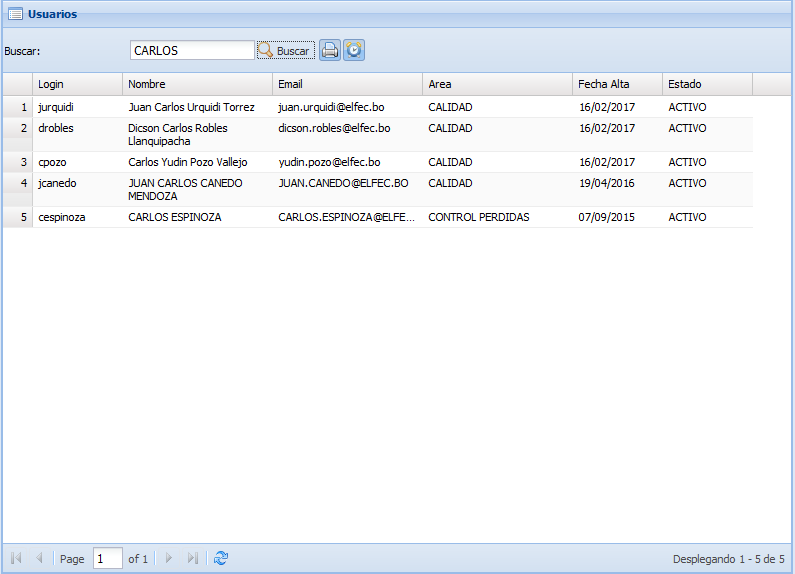 Usuarios
Buscar: CARLOS Buscar
Login Nombre Email Area Fecha Alta Estado
1 jurquidi Juan Carlos Urquidi Torrez juan.urquidi@elfec.bo CALIDAD 16/02/2017 ACTIVO
2 drobles Dicson Carlos Robles dicson.robles@elfec.bo CALIDAD 16/02/2017 ACTIVO
Llanquipacha
3 cpozo Carlos Yudin Pozo Vallejo yudin.pozo@elfec.bo CALIDAD 16/02/2017 ACTIVO
4 jcanedo JUAN CARLOS CANEDO JUAN.CANEDO@ELFEC.BO CALIDAD 19/04/2016 ACTIVO
MENDOZA
5 cespinoza CARLOS ESPINOZA CARLOS.ESPINOZA@ELFE... CONTROL PERDIDAS 07/09/2015 ACTIVO
Page 1 of 1 Desplegando 1 - 5 de 5